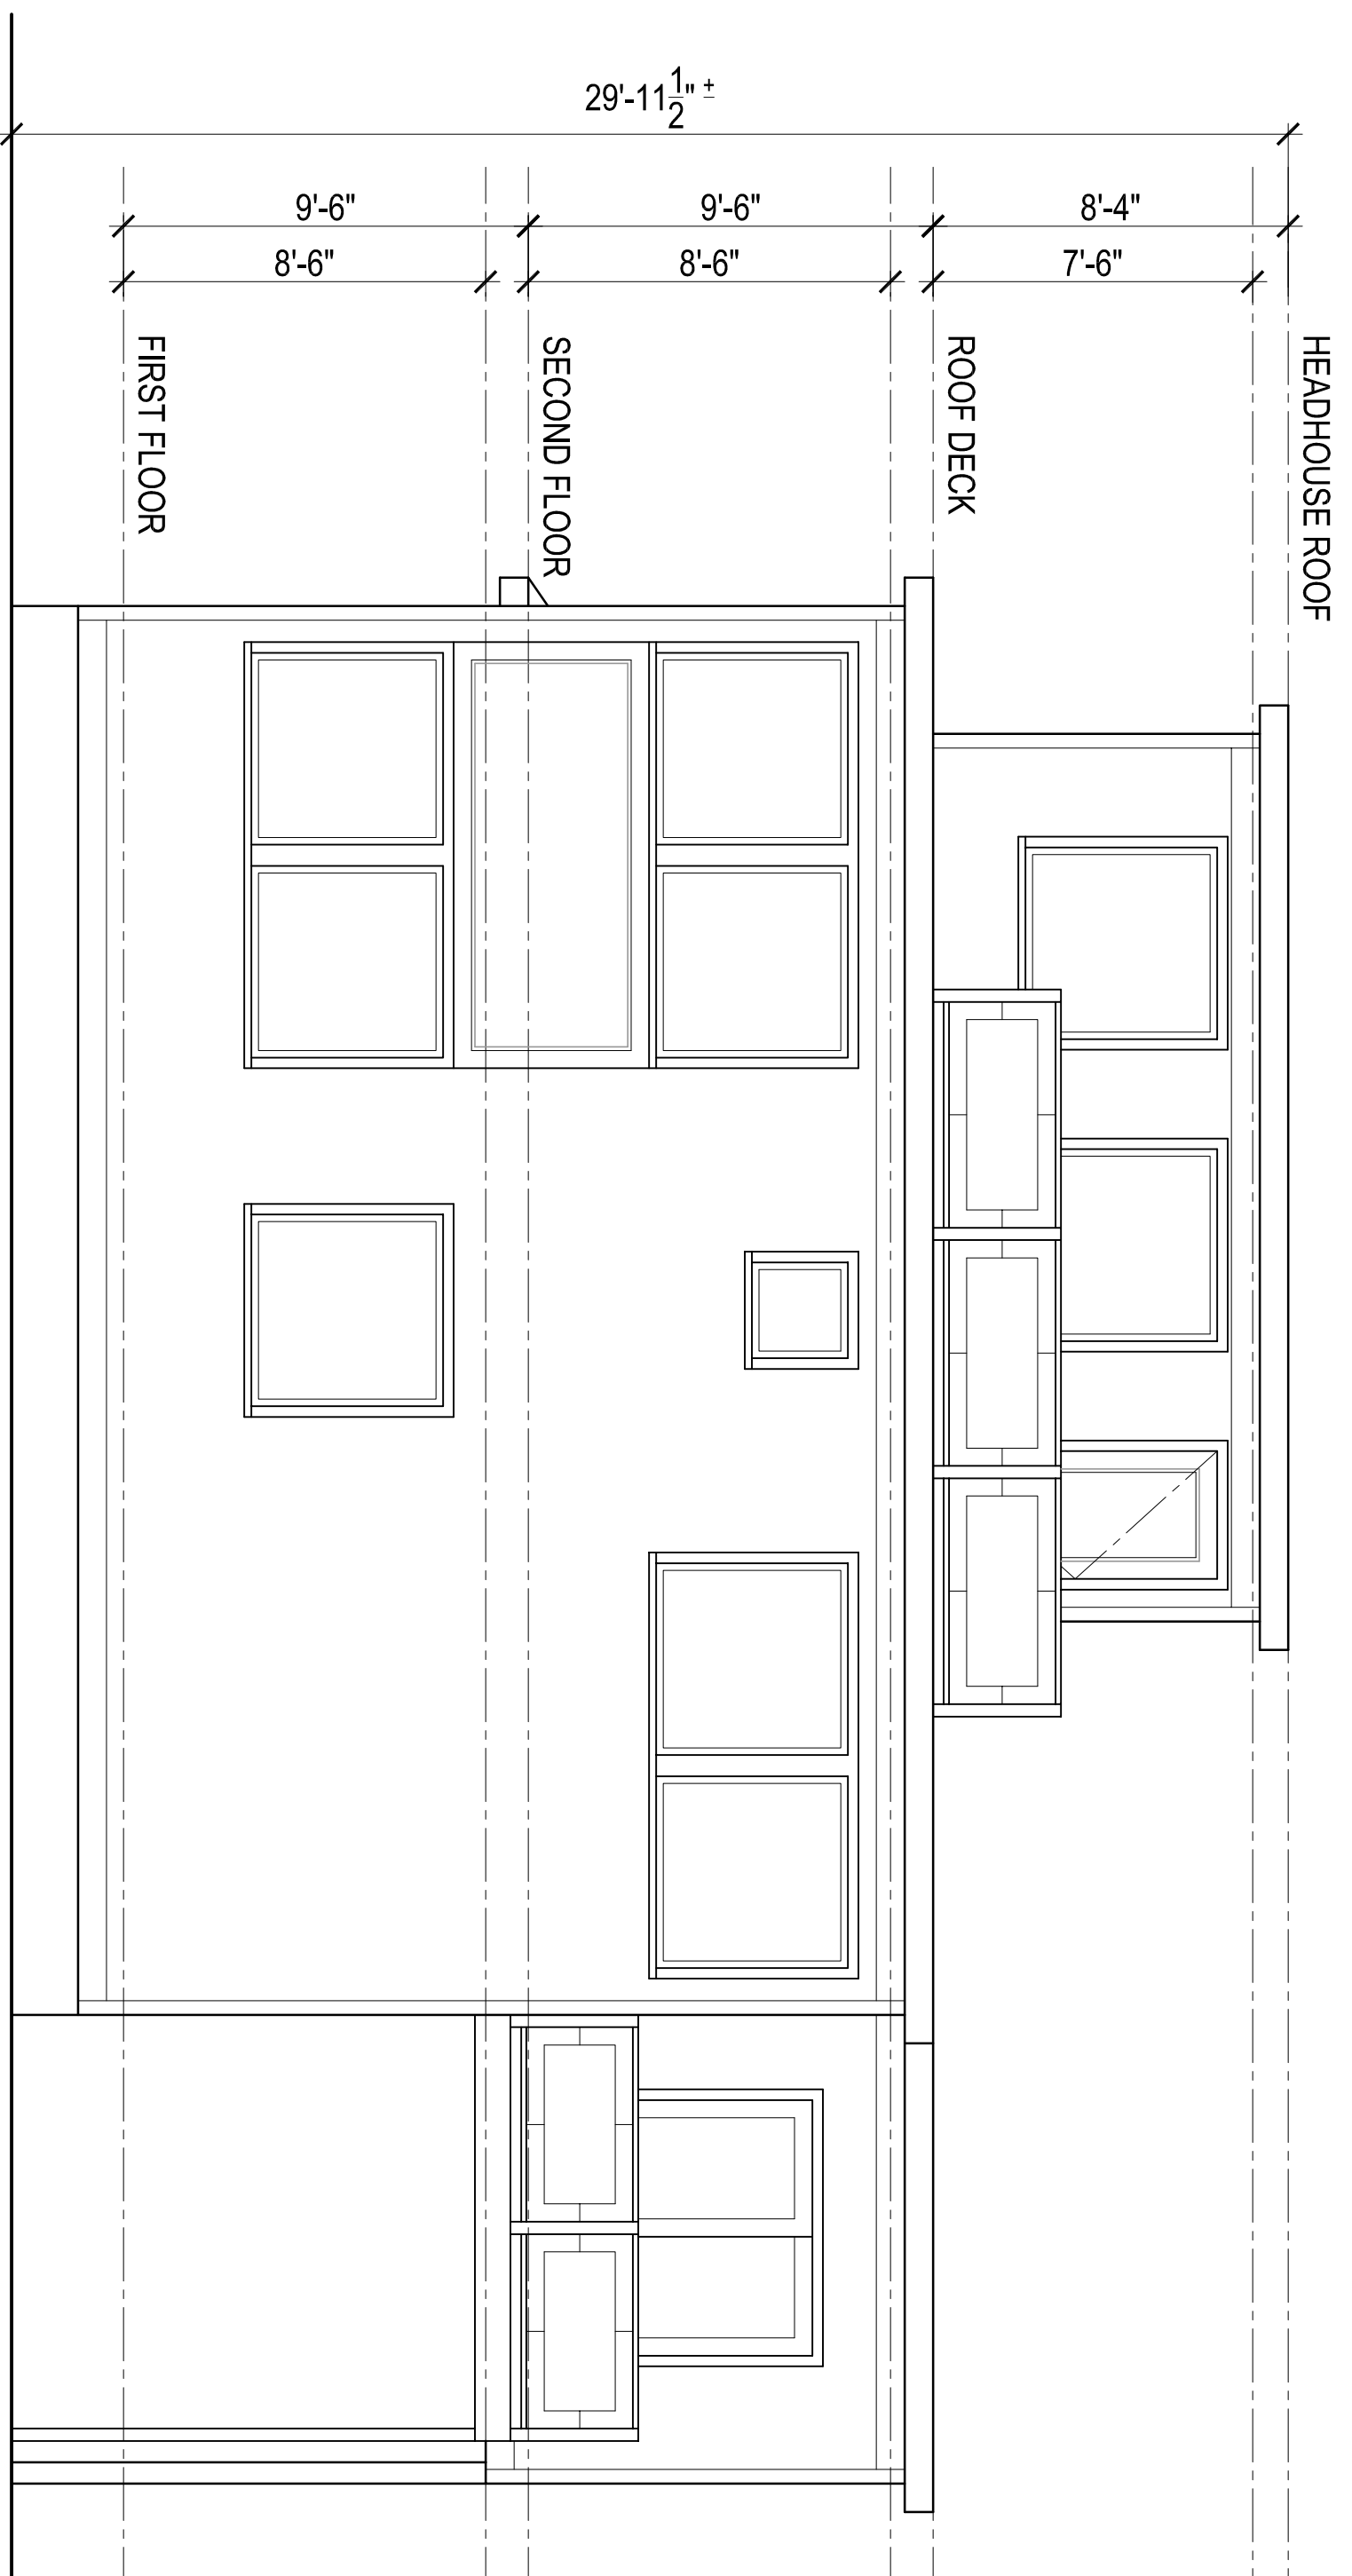 29'-11 1/2" ±
9'-6"
9'-6"
8'-4"
8'-6"
8'-6"
7'-6"
FIRST FLOOR
SECOND FLOOR
ROOF DECK
HEADHOUSE ROOF